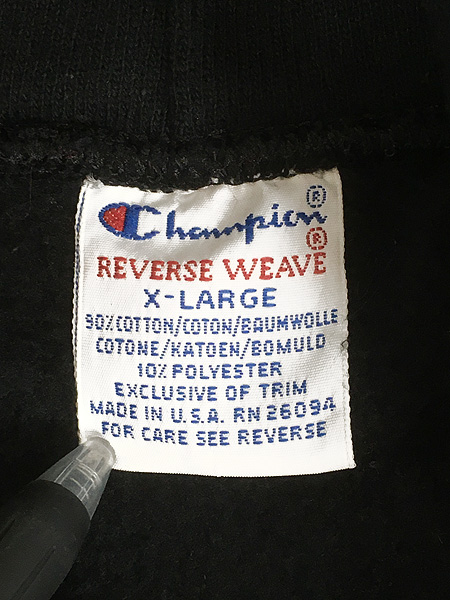 Champion®
REVERSE WEAVE®
X-LARGE
90%COTTON/COTON/BAUMWOLLE
COTONE/KATOEN/BOMULD
10% POLYESTER
EXCLUSIVE OF TRIM
MADE IN U.S.A. RN 26094
FOR CARE SEE REVERSE